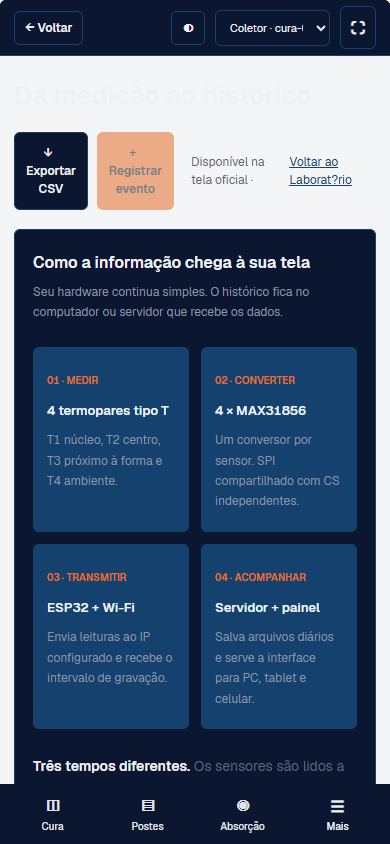 ← Voltar
Coletor · cura-
Da medição ao histórico
↓
Exportar
CSV
+
Registrar
evento
Disponível na
tela oficial ·
Voltar ao
Laborat?rio
Como a informação chega à sua tela
Seu hardware continua simples. O histórico fica no
computador ou servidor que recebe os dados.
01 · MEDIR
4 termopares tipo T
T1 núcleo, T2 centro,
T3 próximo à forma e
T4 ambiente.
02 · CONVERTER
4 × MAX31856
Um conversor por
sensor. SPI
compartilhado com CS
independentes.
03 · TRANSMITIR
ESP32 + Wi-Fi
Envia leituras ao IP
configurado e recebe o
intervalo de gravação.
04 · ACOMPANHAR
Servidor + painel
Salva arquivos diários
e serve a interface
para PC, tablet e
celular.
Três tempos diferentes. Os sensores são lidos a
Cura
Postes
Absorção
Mais